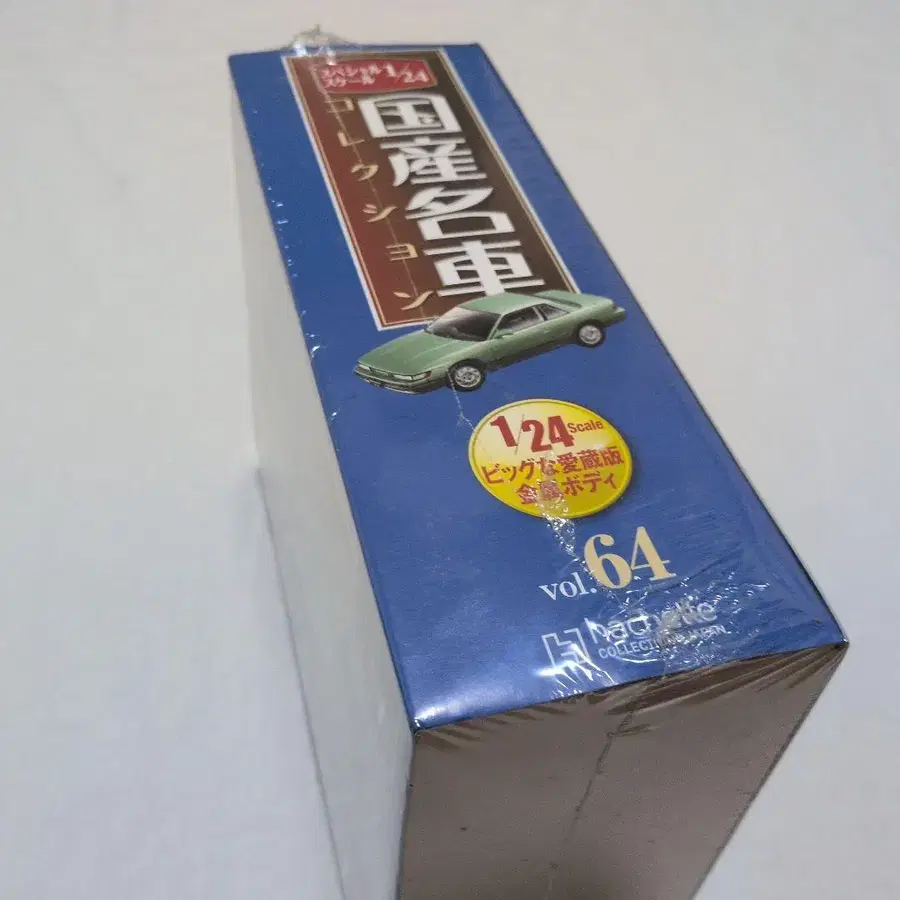 スペシャル
スケール
1/24
国産名車
コレクション
1/24 Scale
ビッグな愛蔵版
金属ボディ
vol.64
hachette
COLLECTIONS JAPAN